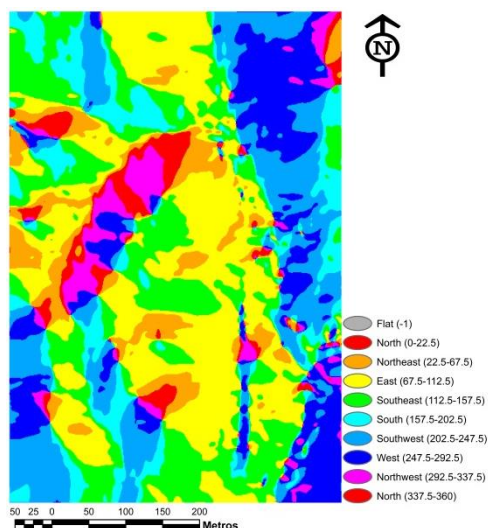 N
Flat (-1)
North (0-22.5)
Northeast (22.5-67.5)
East (67.5-112.5)
Southeast (112.5-157.5)
South (157.5-202.5)
Southwest (202.5-247.5)
West (247.5-292.5)
Northwest (292.5-337.5)
North (337.5-360)
50 25 0 50 100 150 200
Metros